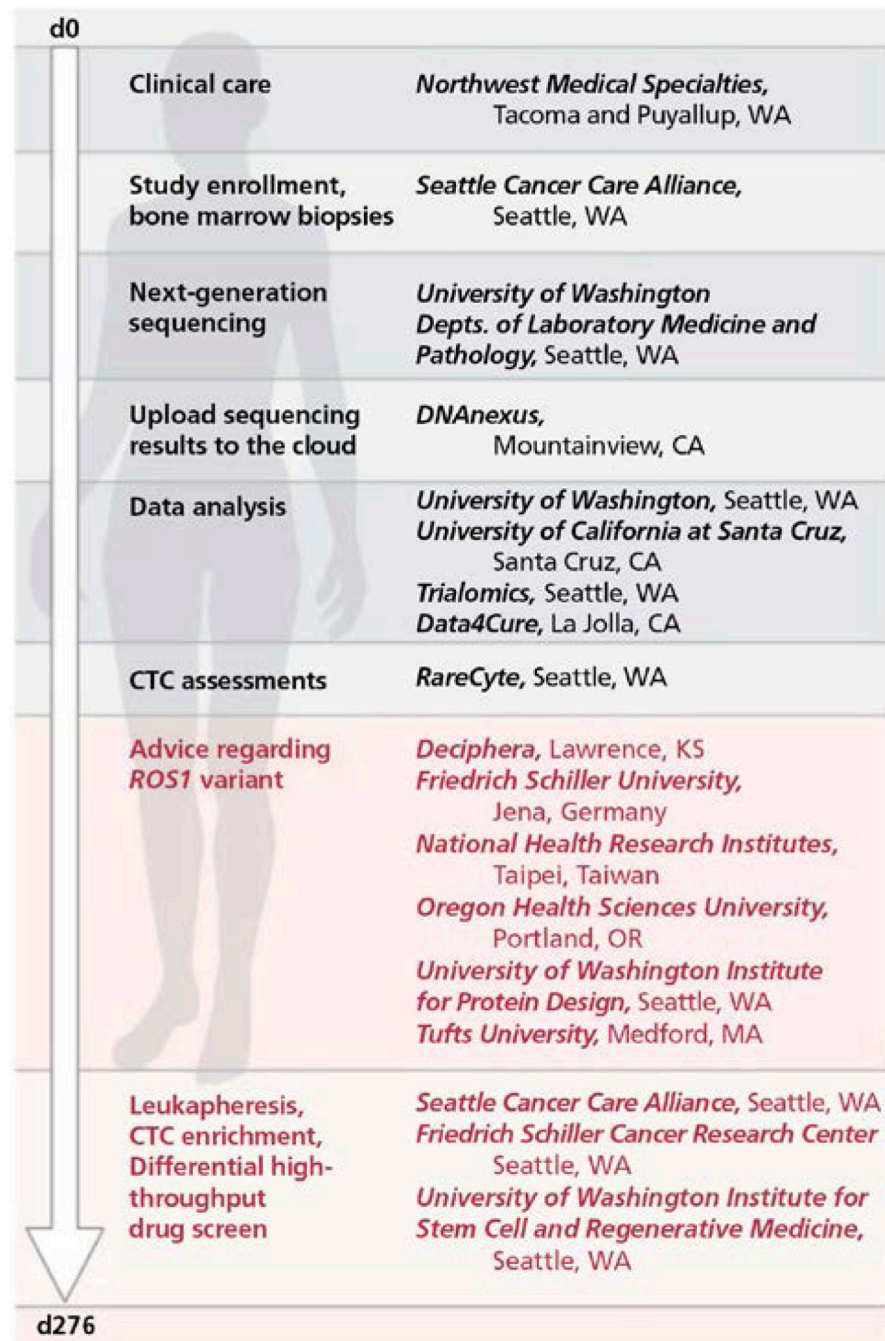 d0
Clinical care
Northwest Medical Specialties,
Tacoma and Puyallup, WA
Study enrollment,
bone marrow biopsies
Seattle Cancer Care Alliance,
Seattle, WA
Next-generation
sequencing
University of Washington
Depts. of Laboratory Medicine and
Pathology, Seattle, WA
Upload sequencing
results to the cloud
DNAnexus,
Mountainview, CA
Data analysis
University of Washington, Seattle, WA
University of California at Santa Cruz,
Santa Cruz, CA
Trialomics, Seattle, WA
Data4Cure, La Jolla, CA
CTC assessments
RareCyte, Seattle, WA
Advice regarding
ROS1 variant
Deciphera, Lawrence, KS
Friedrich Schiller University,
Jena, Germany
National Health Research Institutes,
Taipei, Taiwan
Oregon Health Sciences University,
Portland, OR
University of Washington Institute
for Protein Design, Seattle, WA
Tufts University, Medford, MA
Leukapheresis,
CTC enrichment,
Differential high-
throughput
drug screen
Seattle Cancer Care Alliance, Seattle, WA
Friedrich Schiller Cancer Research Center
Seattle, WA
University of Washington Institute for
Stem Cell and Regenerative Medicine,
Seattle, WA
d276